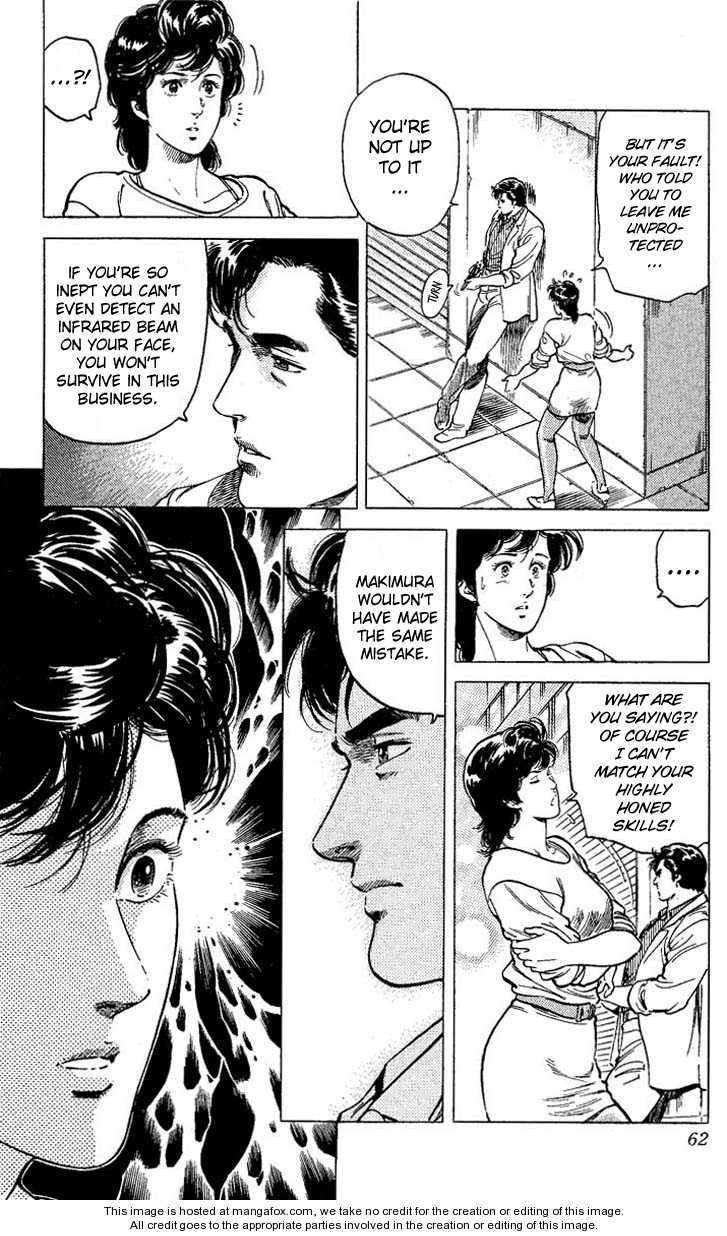 BUT IT'S
YOUR FAULT!
WHO TOLD
YOU TO
LEAVE ME
UNPRO-
TECTED
...
TURN
YOU'RE
NOT UP
TO IT
...
...?!
IF YOU'RE SO
INEPT YOU CAN'T
EVEN DETECT AN
INFRARED BEAM
ON YOUR FACE,
YOU WON'T
SURVIVE IN THIS
BUSINESS.
....
WHAT ARE
YOU SAYING?!
OF COURSE
I CAN'T
MATCH YOUR
HIGHLY
HONED
SKILLS!
MAKIMURA
WOULDN'T
HAVE MADE
THE SAME
MISTAKE.
62
This image is hosted at mangafox.com, we take no credit for the creation or editing of this image.
All credit goes to the appropriate parties involved in the creation or editing of this image.